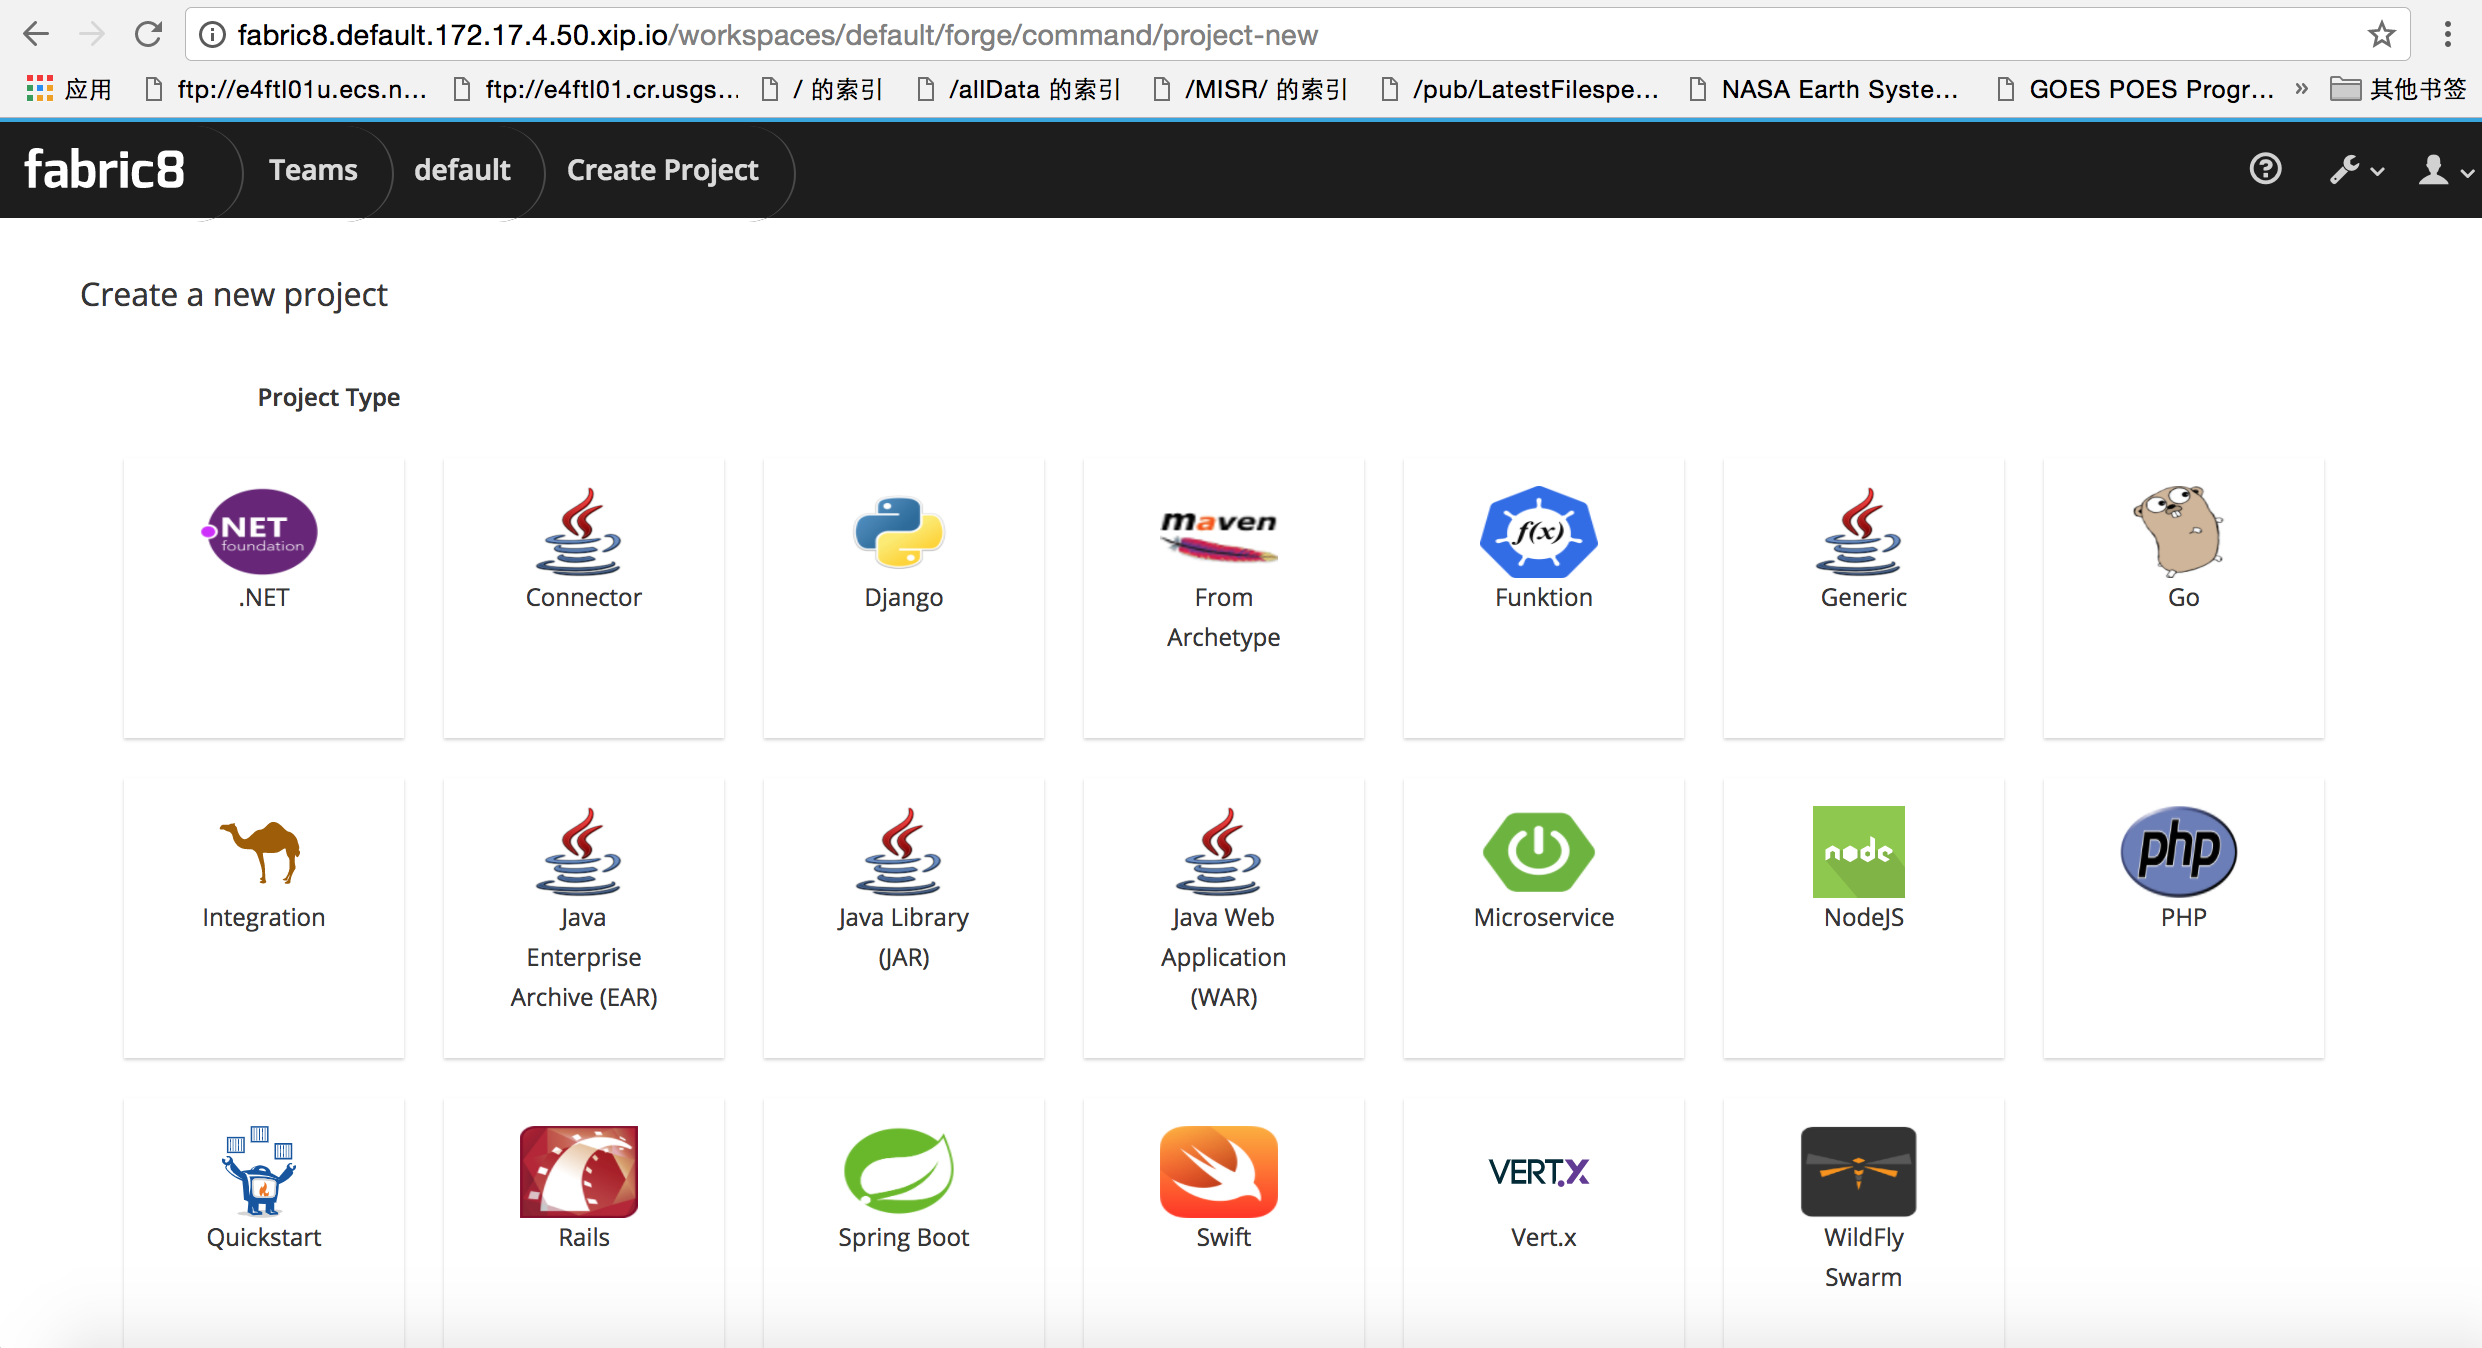 fabric8.default.172.17.4.50.xip.io/workspaces/default/forge/command/project-new
应用 ftp://e4ftl01u.ecs.n... ftp://e4ftl01.cr.usgs... / 的索引 /allData 的索引 /MISR/ 的索引 /pub/LatestFilespe... NASA Earth Syste... GOES POES Progr... » 其他书签
fabric8 Teams default Create Project
Create a new project
Project Type
.NET foundation
maven
f(x)
.NET Connector Django From Archetype Funktion Generic Go
node
php
Integration Java Enterprise Archive (EAR) Java Library (JAR) Java Web Application (WAR) Microservice NodeJS PHP
VERT.X
Quickstart Rails Spring Boot Swift Vert.x WildFly Swarm